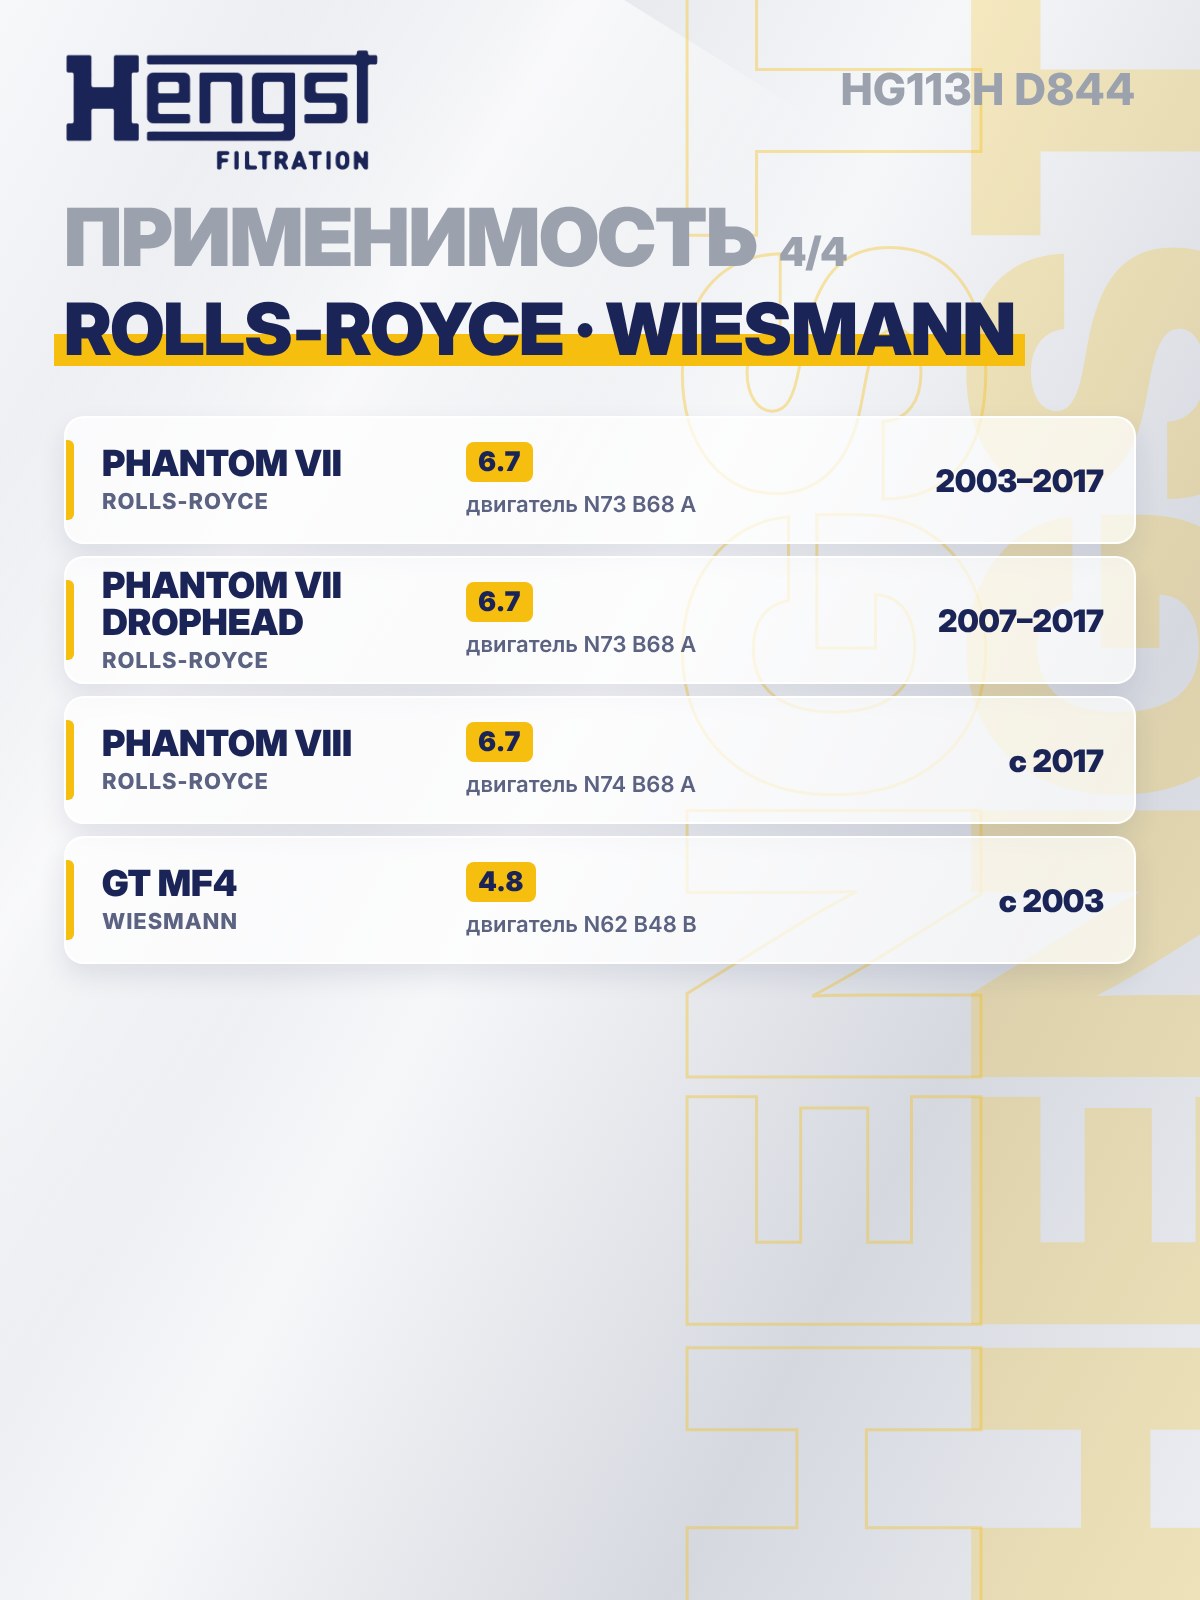 Hengst
FILTRATION
HG113H D844
ПРИМЕНИМОСТЬ 4/4
ROLLS-ROYCE · WIESMANN
PHANTOM VII
ROLLS-ROYCE
6.7
двигатель N73 B68 A
2003–2017
PHANTOM VII
DROPHEAD
ROLLS-ROYCE
6.7
двигатель N73 B68 A
2007–2017
PHANTOM VIII
ROLLS-ROYCE
6.7
двигатель N74 B68 A
с 2017
GT MF4
WIESMANN
4.8
двигатель N62 B48 B
с 2003
HENGST
HENGST